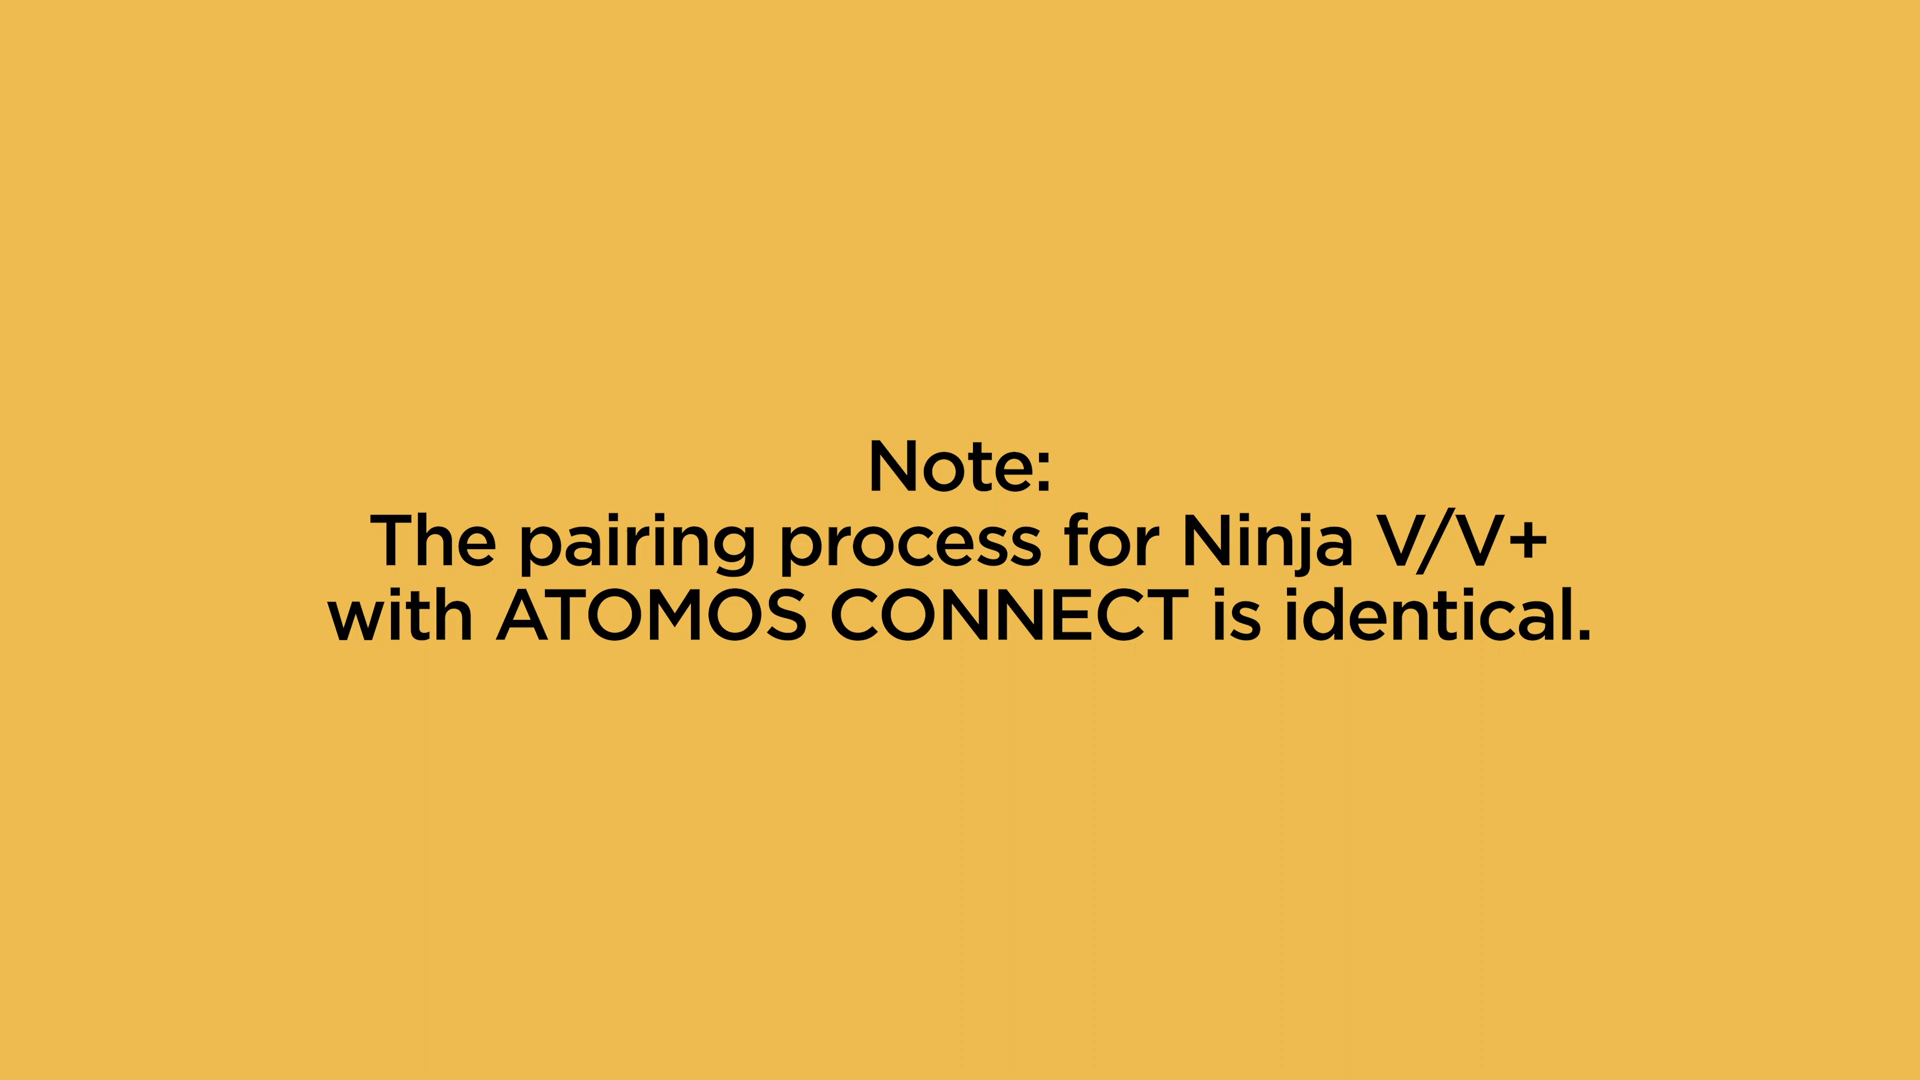 Note:
The pairing process for Ninja V/V+
with ATOMOS CONNECT is identical.